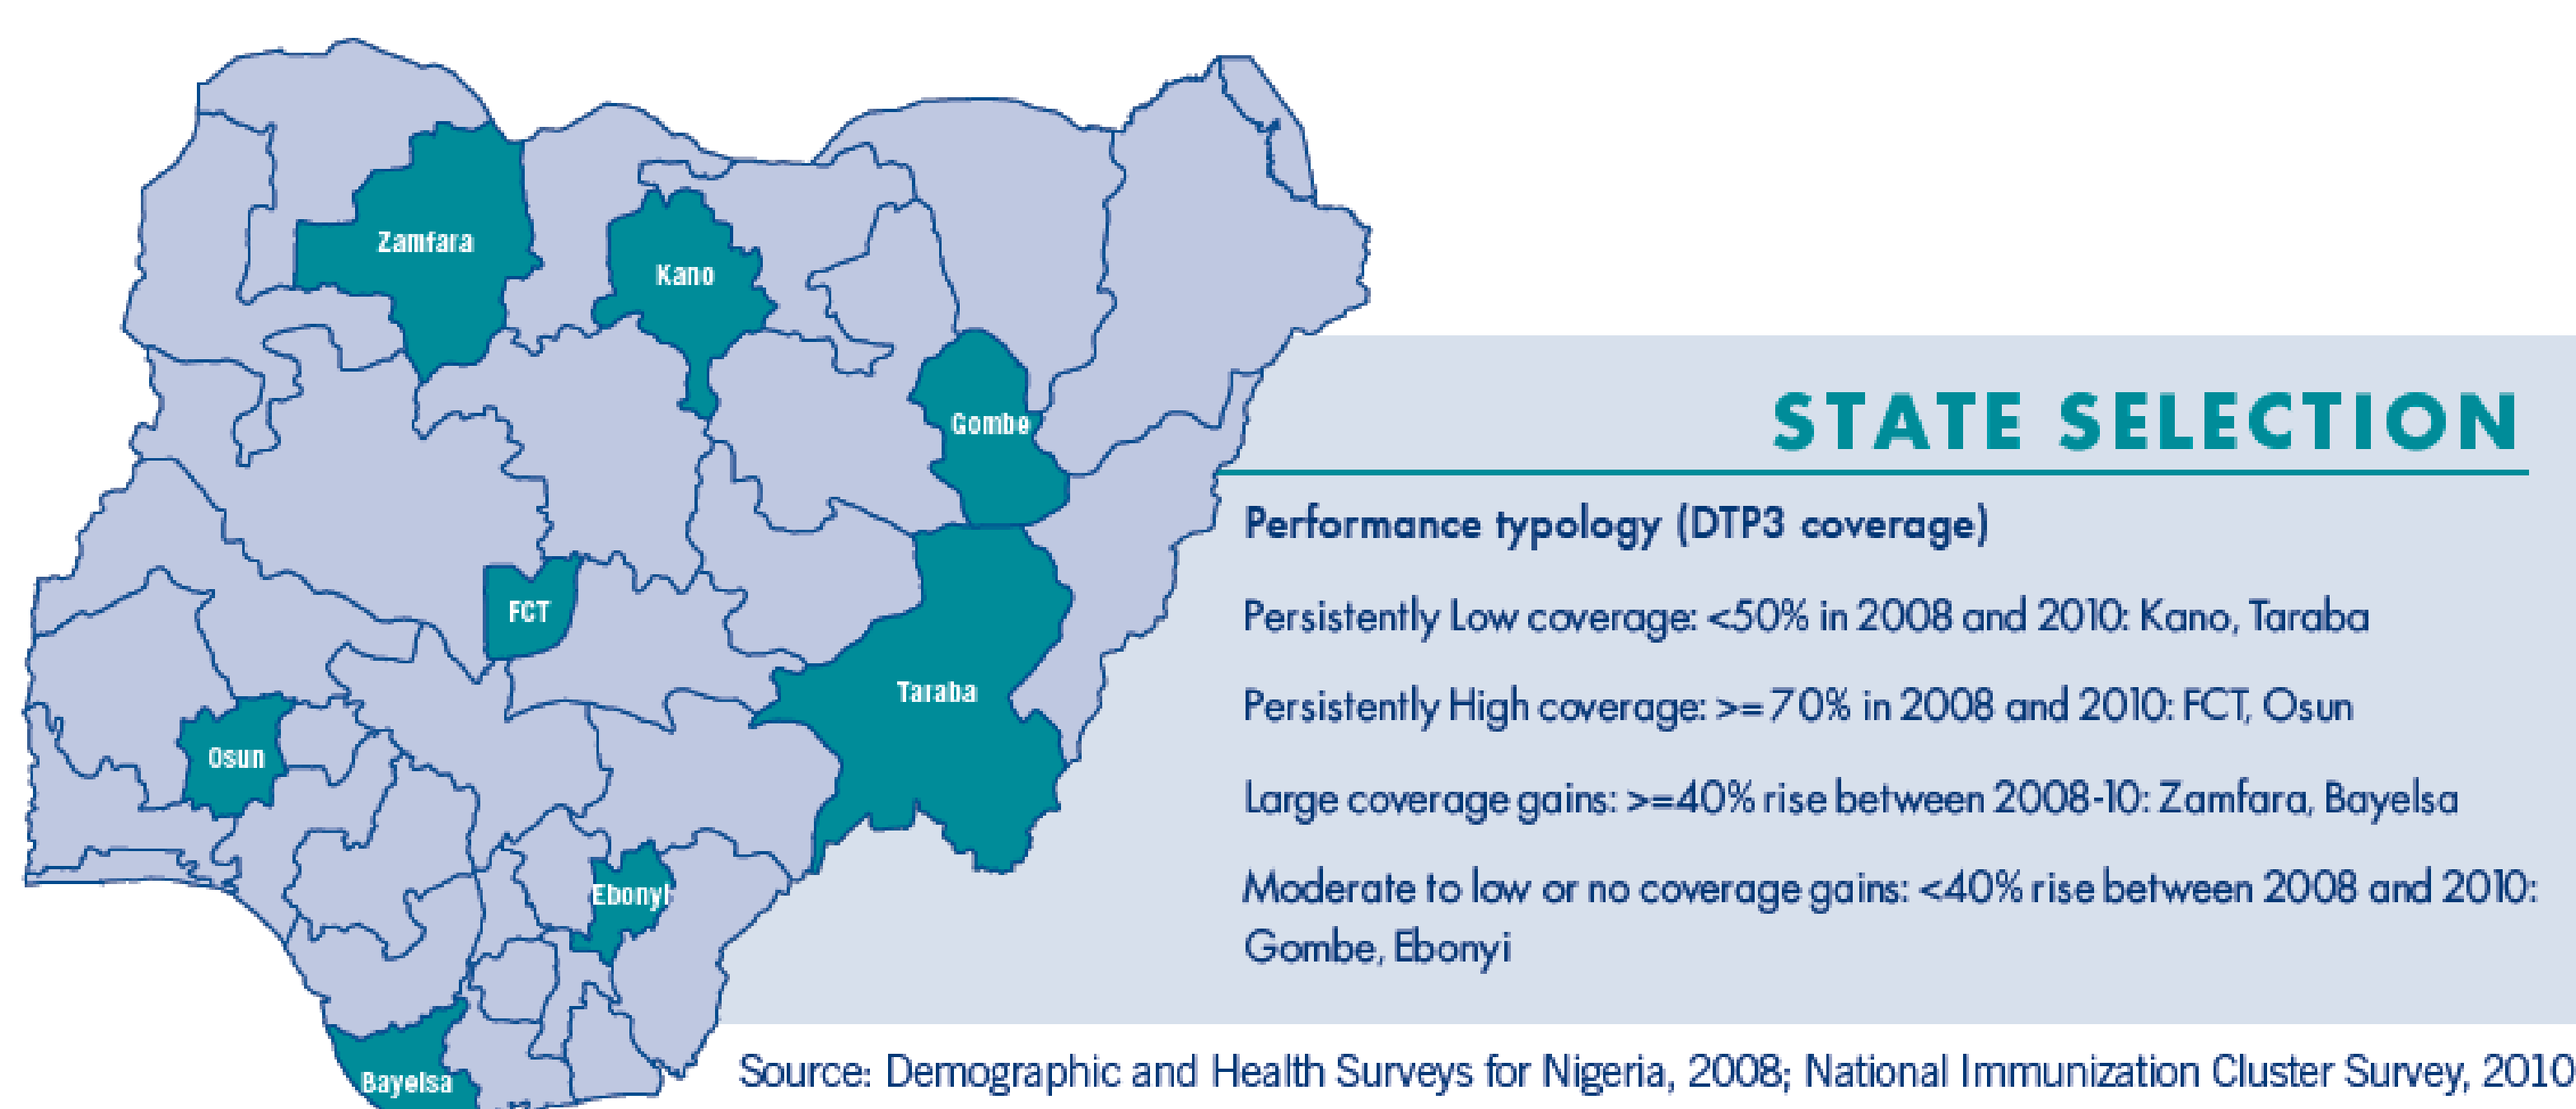 Zamfara
Kano
Gombe
FCT
Taraba
Osun
Ebonyi
Bayelsa
STATE SELECTION
Performance typology (DTP3 coverage)
Persistently Low coverage: <50% in 2008 and 2010: Kano, Taraba
Persistently High coverage: >=70% in 2008 and 2010: FCT, Osun
Large coverage gains: >=40% rise between 2008-10: Zamfara, Bayelsa
Moderate to low or no coverage gains: <40% rise between 2008 and 2010:
Gombe, Ebonyi
Source: Demographic and Health Surveys for Nigeria, 2008; National Immunization Cluster Survey, 2010